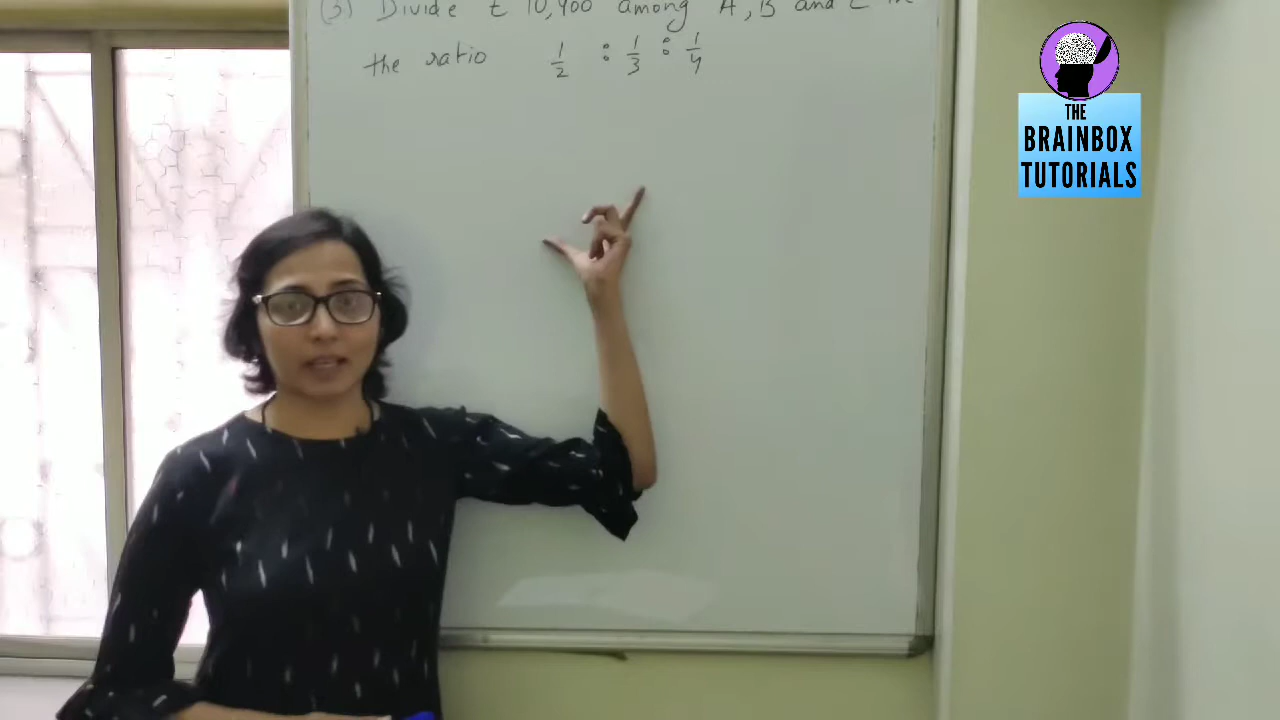 (3) Divide ₹ 10,400 among A, B and C in
the ratio 1/2 : 1/3 : 1/4
THE
BRAINBOX
TUTORIALS